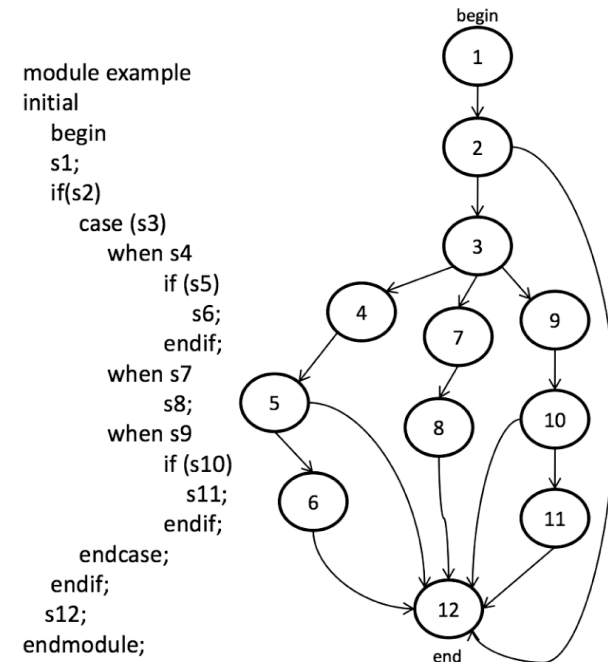 module example
initial
begin
s1;
if(s2)
case (s3)
when s4
if (s5)
s6;
endif;
when s7
s8;
when s9
if (s10)
s11;
endif;
endcase;
endif;
s12;
endmodule;
begin
1
2
3
4
7
9
5
8
10
6
11
12
end